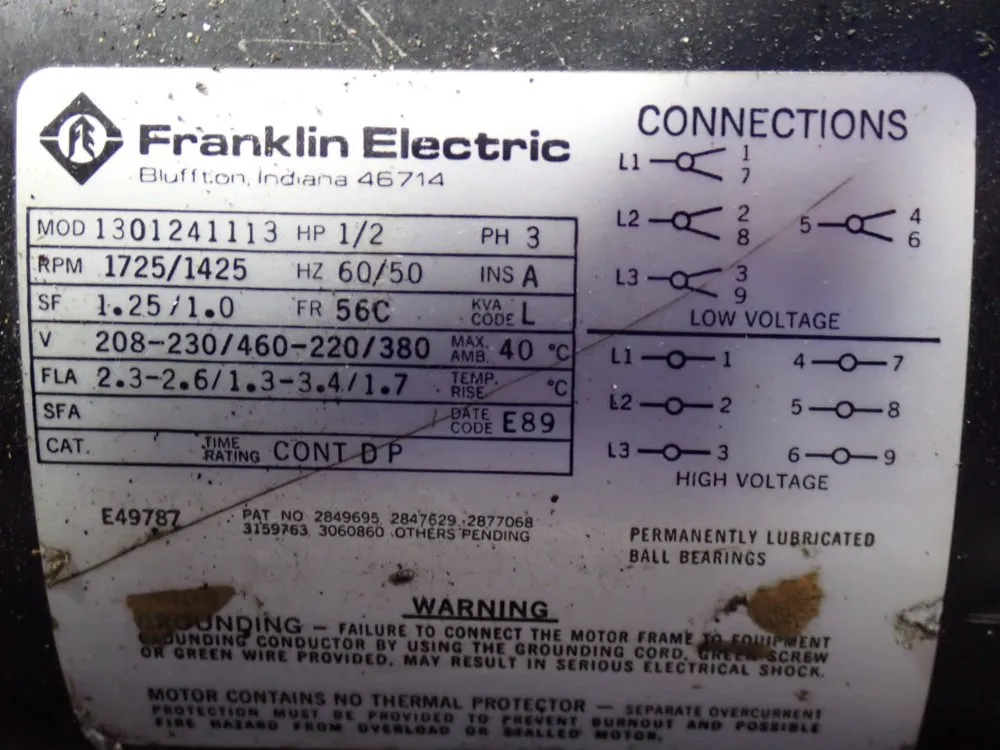 FE
Franklin Electric
Bluffton, Indiana 46714
MOD 1301241113 HP 1/2 PH 3
RPM 1725/1425 HZ 60/50 INS A
SF 1.25/1.0 FR 56C KVA CODE L
V 208-230/460-220/380 MAX. AMB. 40 °C
FLA 2.3-2.6/1.3-3.4/1.7 TEMP. RISE °C
SFA DATE CODE E89
CAT. TIME RATING CONT D P
CONNECTIONS
L1 1
7
L2 2
8
5 4
6
L3 3
9
LOW VOLTAGE
L1 1 4 7
L2 2 5 8
L3 3 6 9
HIGH VOLTAGE
E49787
PAT NO 2849695 2847629 2877068
3159763 3060860 OTHERS PENDING
PERMANENTLY LUBRICATED
BALL BEARINGS
WARNING
GROUNDING – FAILURE TO CONNECT THE MOTOR FRAME TO EQUIPMENT
GROUNDING CONDUCTOR BY USING THE GROUNDING CORD, GREEN SCREW
OR GREEN WIRE PROVIDED, MAY RESULT IN SERIOUS ELECTRICAL SHOCK.
MOTOR CONTAINS NO THERMAL PROTECTOR – SEPARATE OVERCURRENT
PROTECTION MUST BE PROVIDED TO PREVENT BURNOUT AND POSSIBLE
FIRE HAZARD FROM OVERLOAD OR STALLED MOTOR.